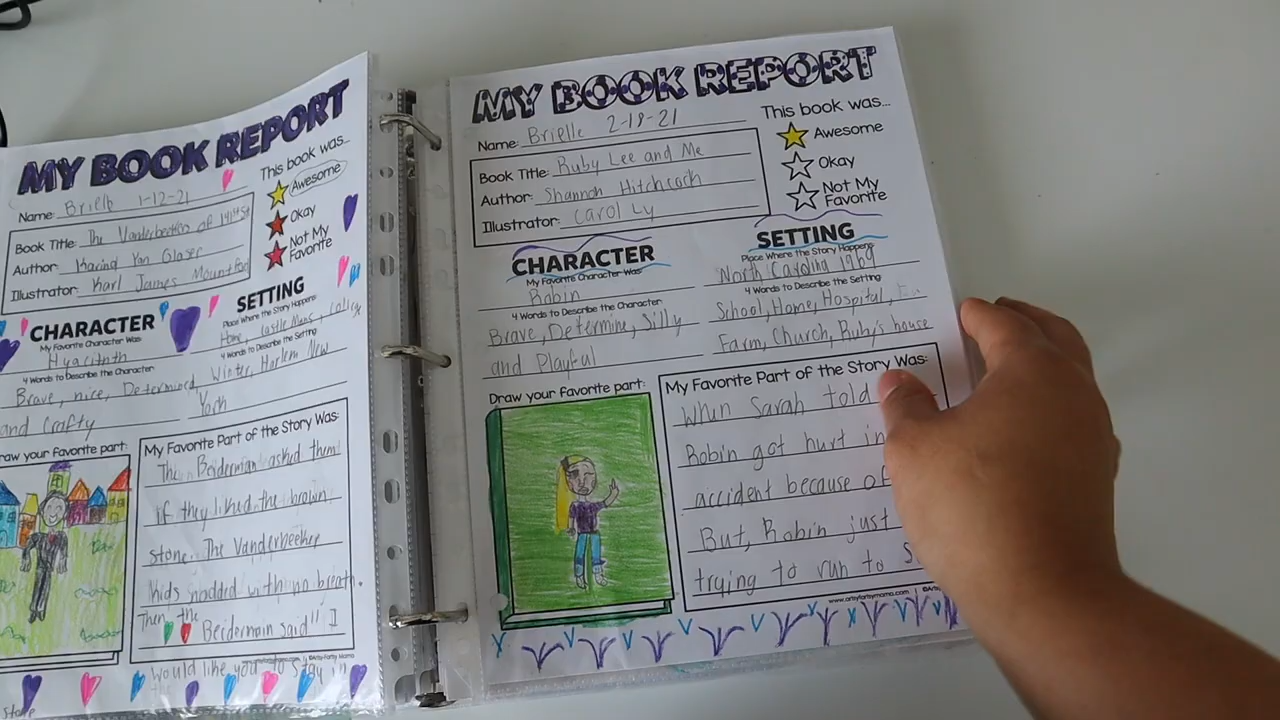 MY BOOK REPORT
Name: Brielle 1-12-21
Book Title: The Vanderbeekers of 141st St
Author: Karina Yan Glaser
Illustrator: Karl James Mountford
This book was...
Awesome
Okay
Not My
Favorite
CHARACTER
My Favorite Character Was:
Hyacinth
4 Words to Describe the Character
Brave, nice, Determined,
and Crafty
SETTING
Place Where the Story Happens:
Home,
4 Words to Describe the Setting
Winter, Harlem New
York
raw your favorite part:
My Favorite Part of the Story Was:
The Beiderman asked them
if they liked the brown
stone. The Vanderbeeker
kids nodded with no breath.
Then the Beiderman said" I
would like you to stay!"
©Artsy-Fartsy Mama
MY BOOK REPORT
Name: Brielle 2-18-21
Book Title: Ruby Lee and Me
Author: Shannon Hitchcock
Illustrator: Carol Ly
This book was...
Awesome
Okay
Not My
Favorite
CHARACTER
My Favorite Character Was:
Robin
4 Words to Describe the Character:
Brave, Determine, Silly
and Playful
SETTING
Place Where the Story Happens:
North Carolina 1969
4 Words to Describe the Setting
School, Home, Hospital,
Farm, Church, Ruby's house
Draw your favorite part:
My Favorite Part of the Story Was:
When Sarah told
Robin got hurt in
accident because of
But, Robin just
trying to run to S
www.artsyfartsymama.com